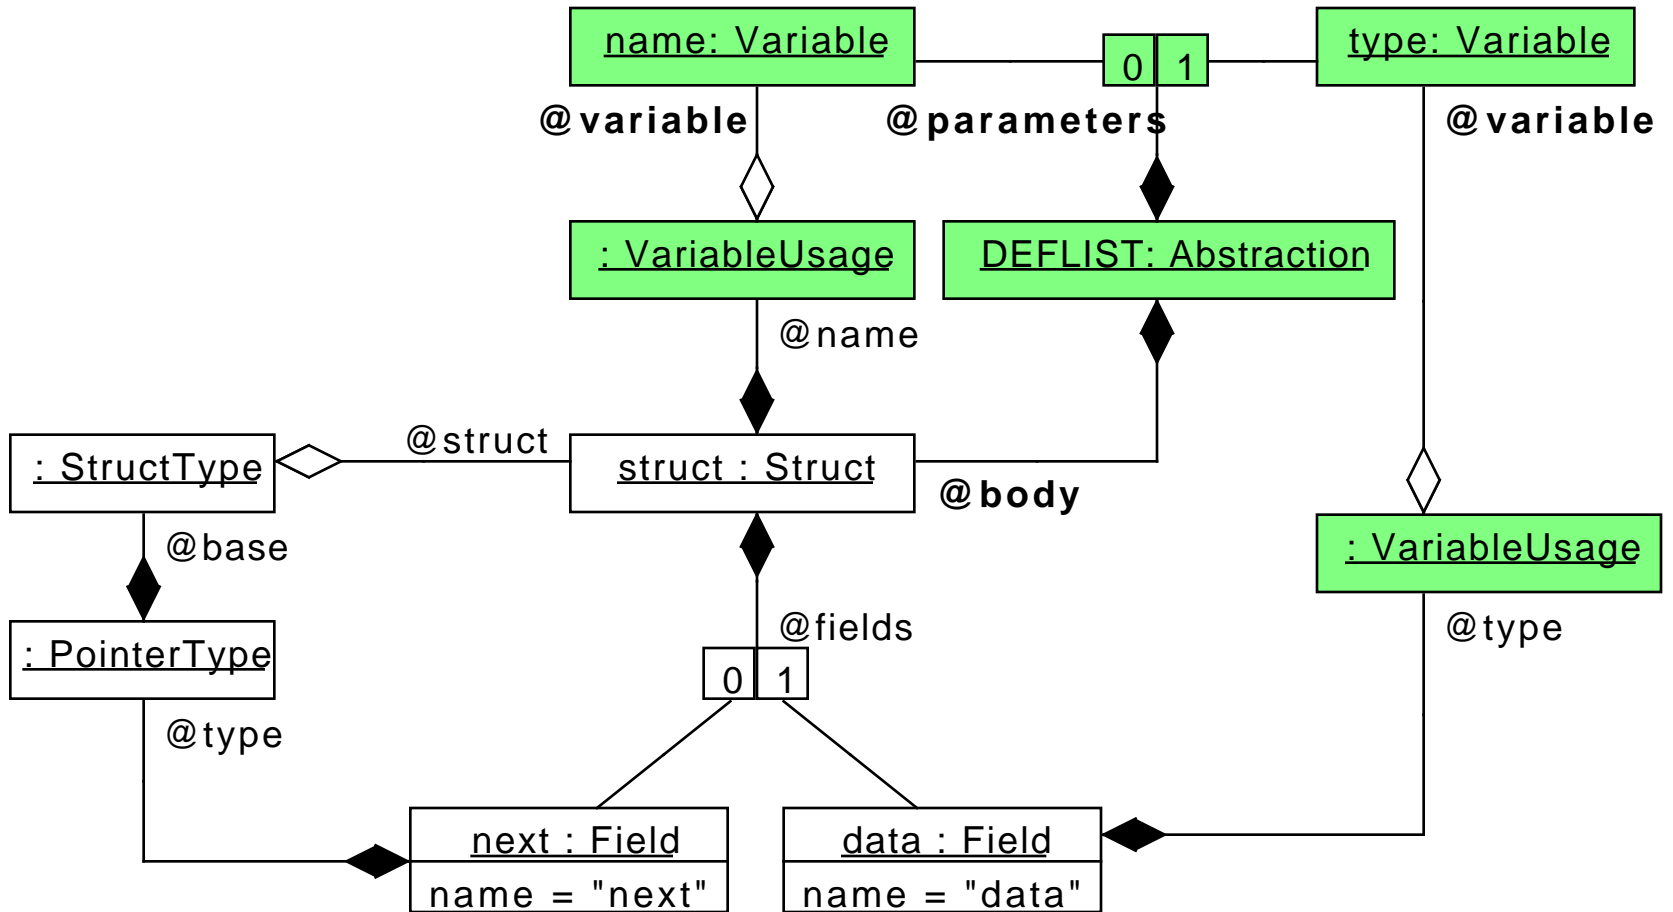 name: Variable
0 1
type: Variable
@variable
@parameters
@variable
: VariableUsage
DEFLIST: Abstraction
@name
@struct
: StructType
struct : Struct
@body
@base
: VariableUsage
@fields
@type
: PointerType
0 1
@type
next : Field
data : Field
name = "next"
name = "data"